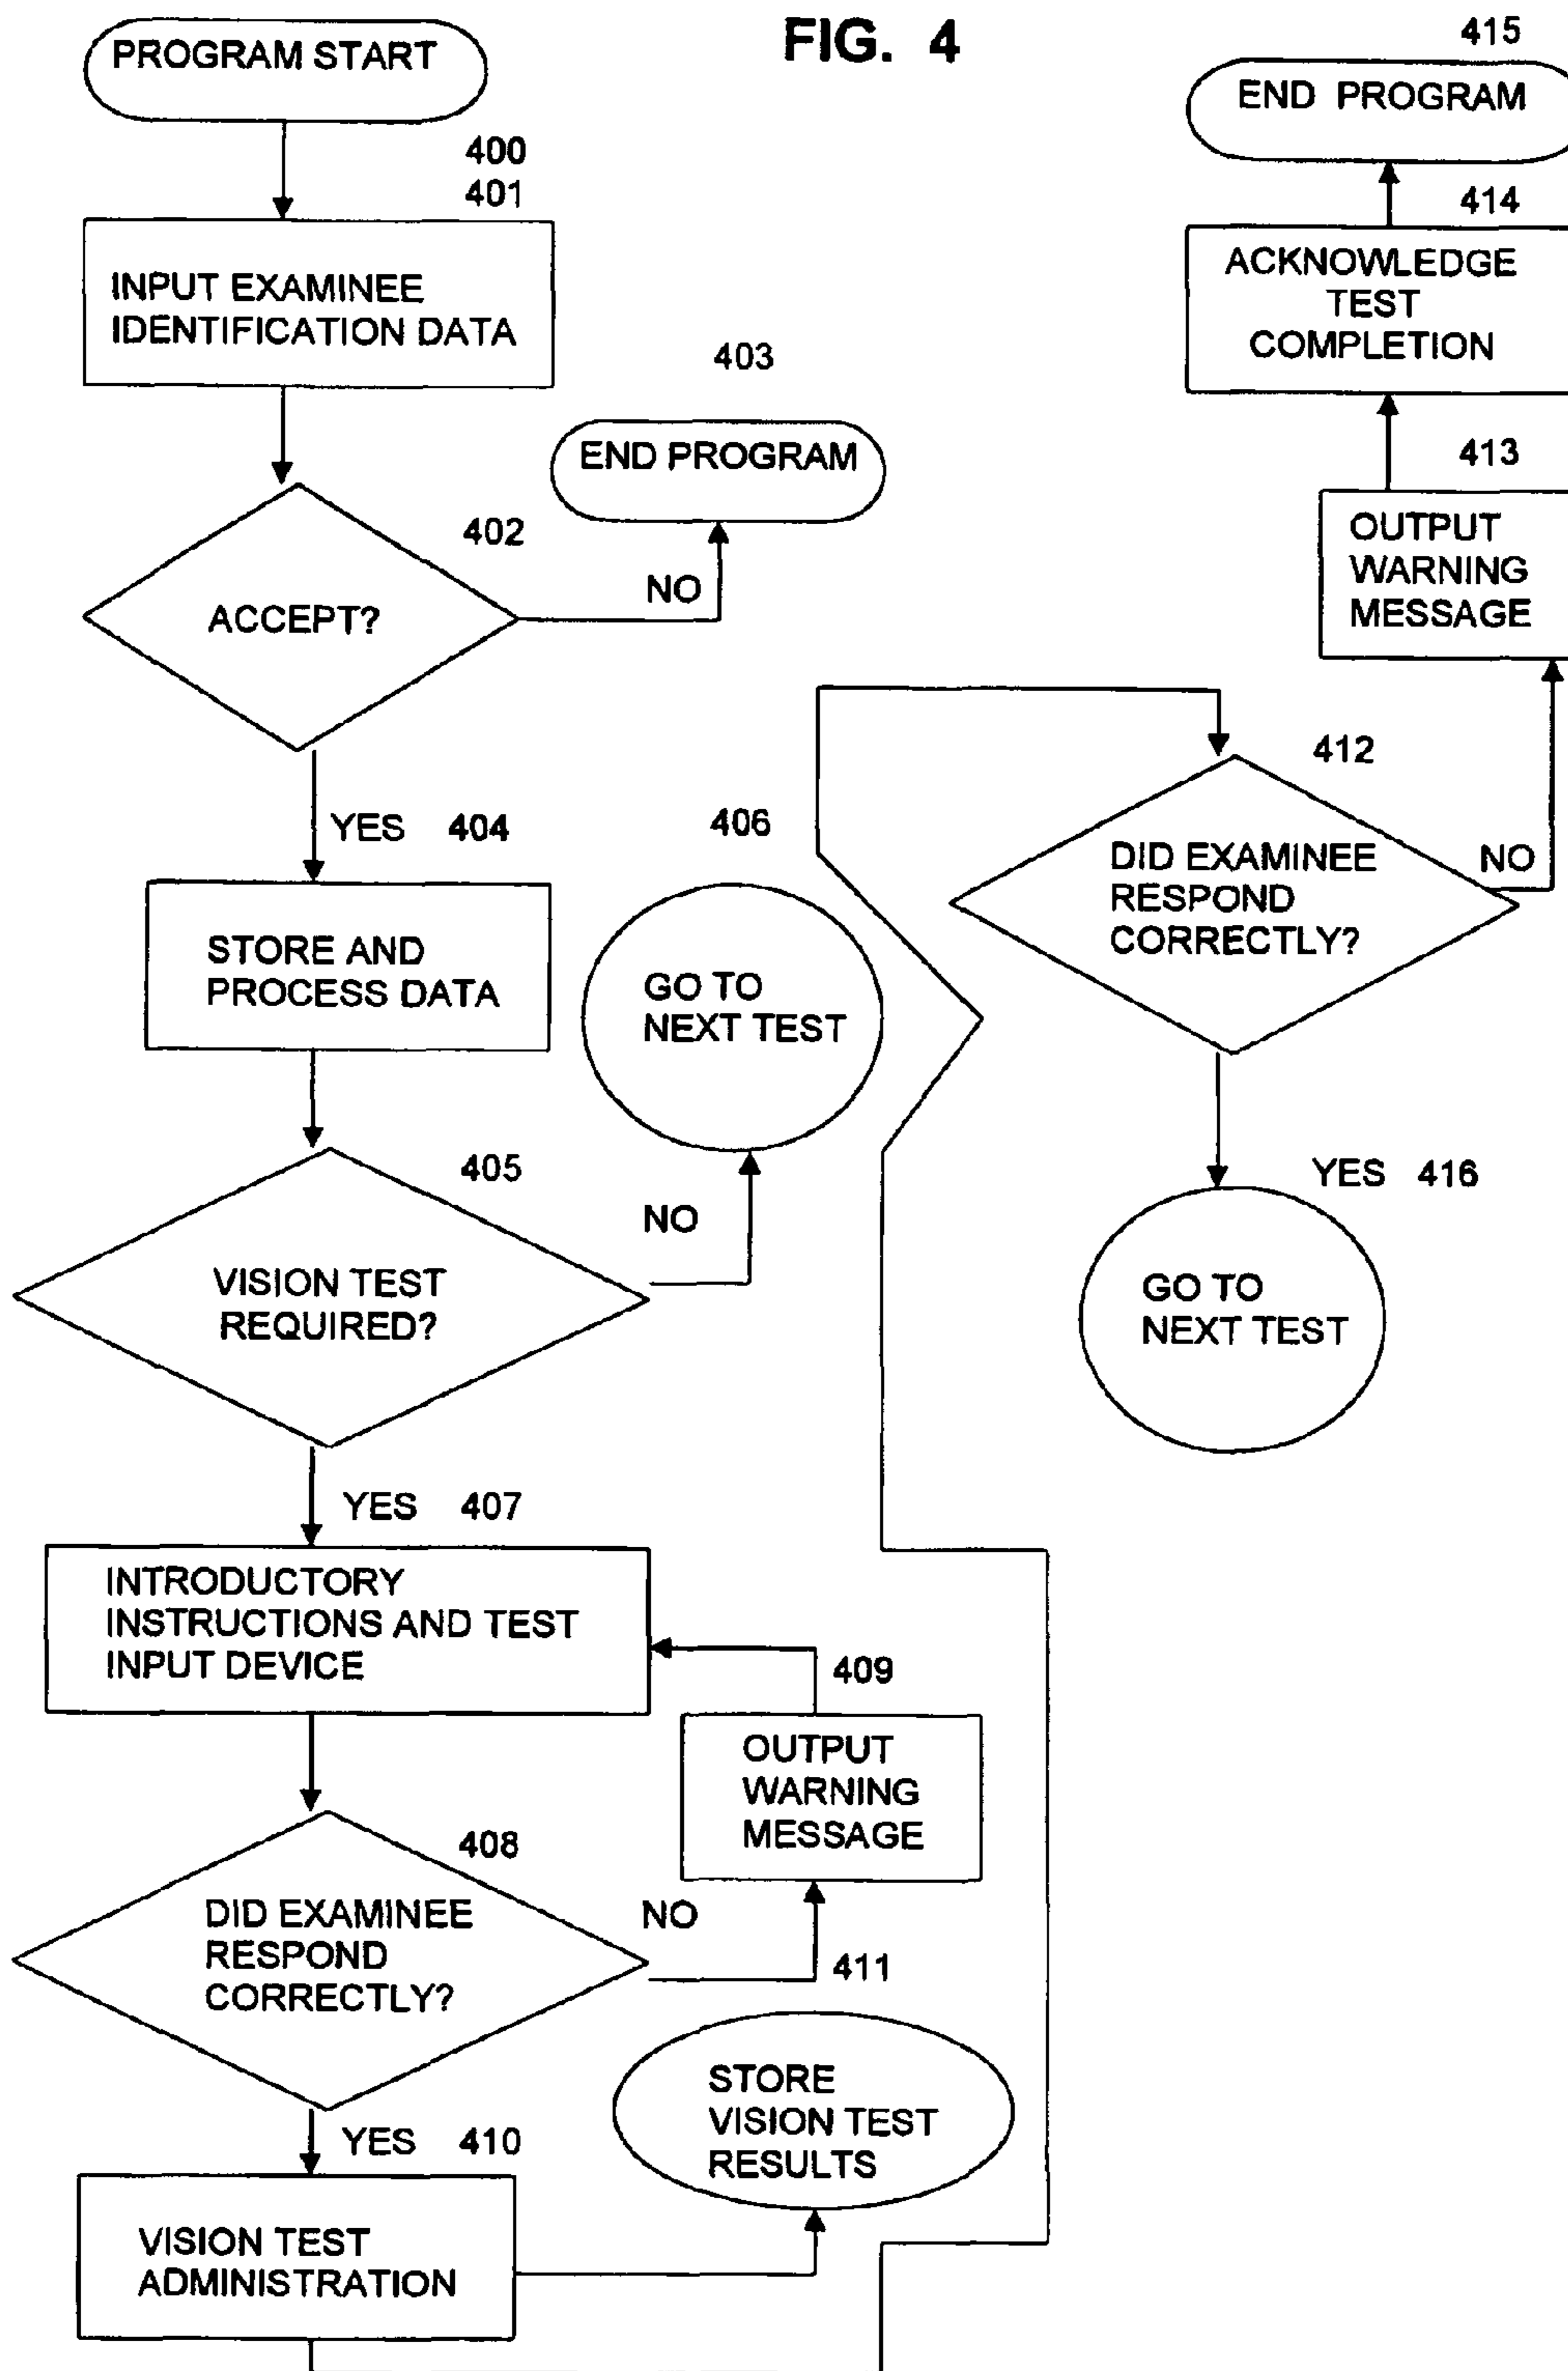 FIG. 4
PROGRAM START
400
401
INPUT EXAMINEE
IDENTIFICATION DATA
402
ACCEPT?
NO
403
END PROGRAM
YES 404
STORE AND
PROCESS DATA
405
VISION TEST
REQUIRED?
NO
406
GO TO
NEXT TEST
YES 407
INTRODUCTORY
INSTRUCTIONS AND TEST
INPUT DEVICE
408
DID EXAMINEE
RESPOND
CORRECTLY?
NO
409
OUTPUT
WARNING
MESSAGE
YES 410
VISION TEST
ADMINISTRATION
411
STORE
VISION TEST
RESULTS
412
DID EXAMINEE
RESPOND
CORRECTLY?
NO
413
OUTPUT
WARNING
MESSAGE
414
ACKNOWLEDGE
TEST
COMPLETION
415
END PROGRAM
YES 416
GO TO
NEXT TEST